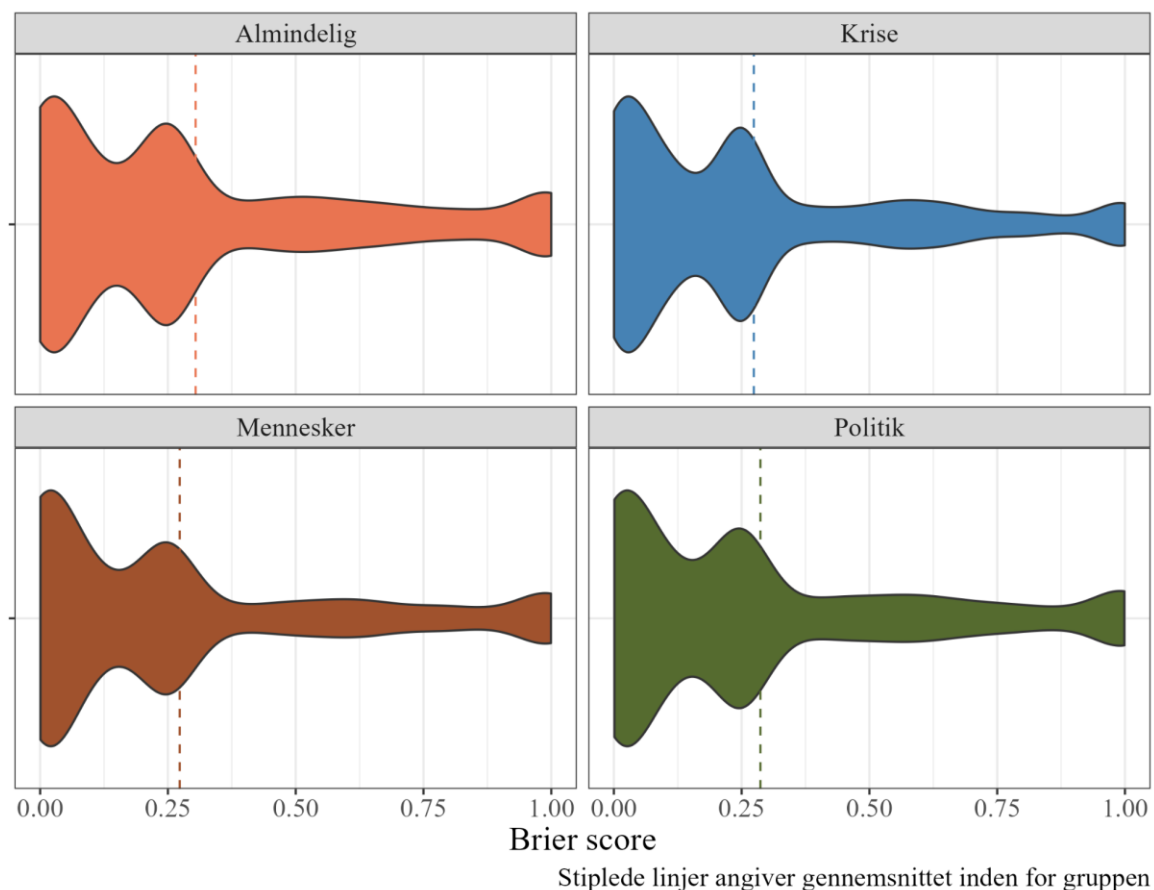 Almindelig
Krise
Mennesker
Politik
0.00 0.25 0.50 0.75 1.00
0.00 0.25 0.50 0.75 1.00
Brier score
Stiplede linjer angiver gennemsnittet inden for gruppen